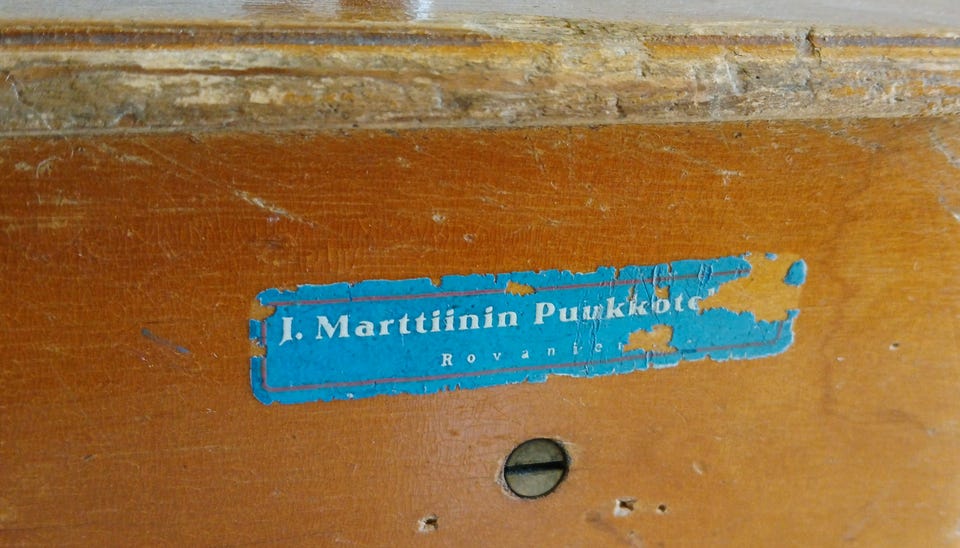 J. Marttiinin Puukkote
Rovanie